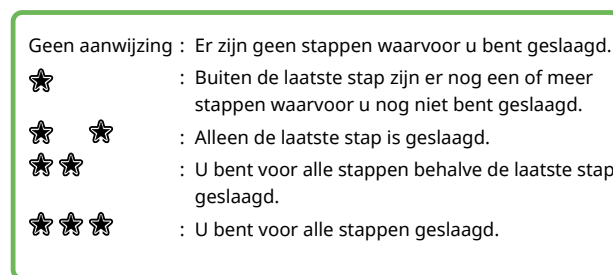 Geen aanwijzing : Er zijn geen stappen waarvoor u bent geslaagd.
: Buiten de laatste stap zijn er nog een of meer
stappen waarvoor u nog niet bent geslaagd.
: Alleen de laatste stap is geslaagd.
: U bent voor alle stappen behalve de laatste stap
geslaagd.
: U bent voor alle stappen geslaagd.